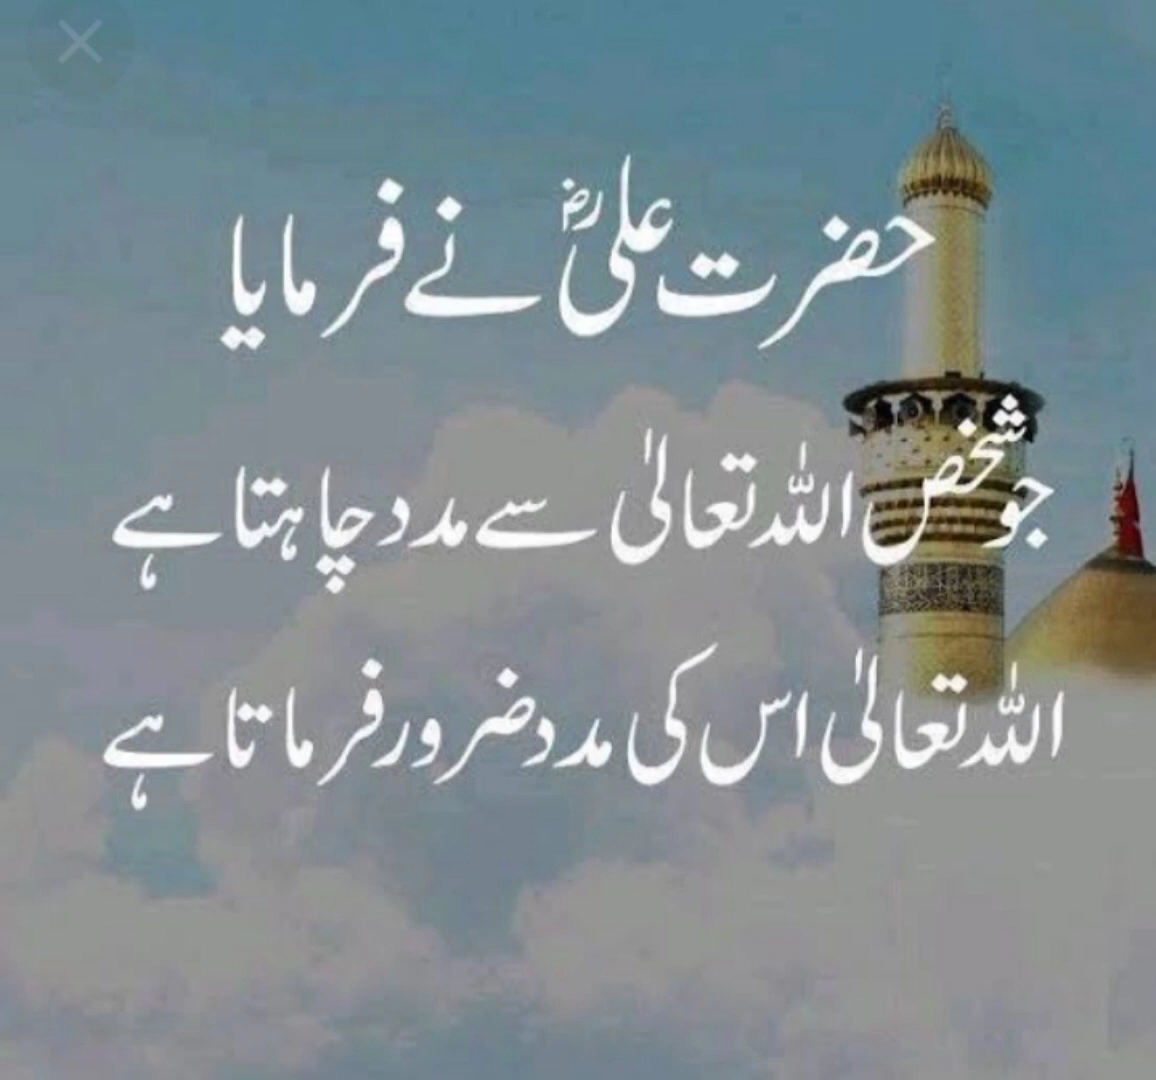 حضرت علیؓ نے فرمایا
جو شخص اللہ تعالیٰ سے مدد چاہتا ہے
اللہ تعالیٰ اس کی مدد ضرور فرماتا ہے